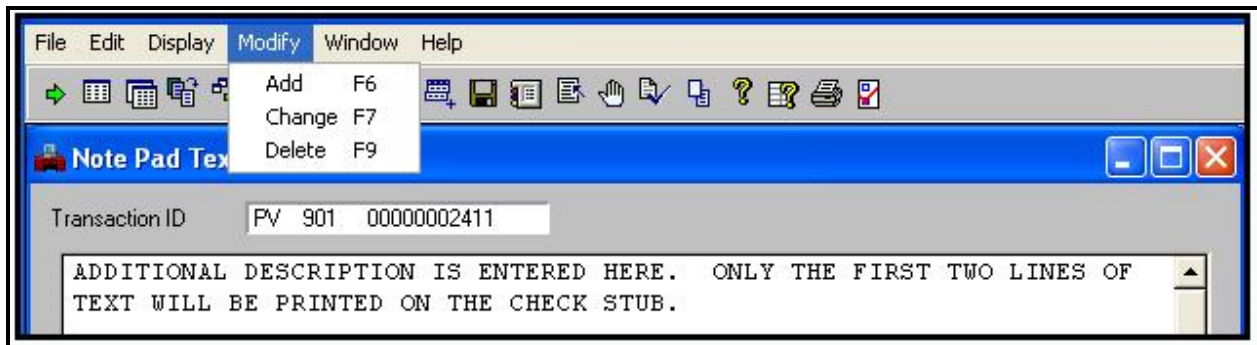 File Edit Display Modify Window Help
Add F6
Change F7
Delete F9
Note Pad Tex
Transaction ID PV 901 00000002411
ADDITIONAL DESCRIPTION IS ENTERED HERE. ONLY THE FIRST TWO LINES OF
TEXT WILL BE PRINTED ON THE CHECK STUB.